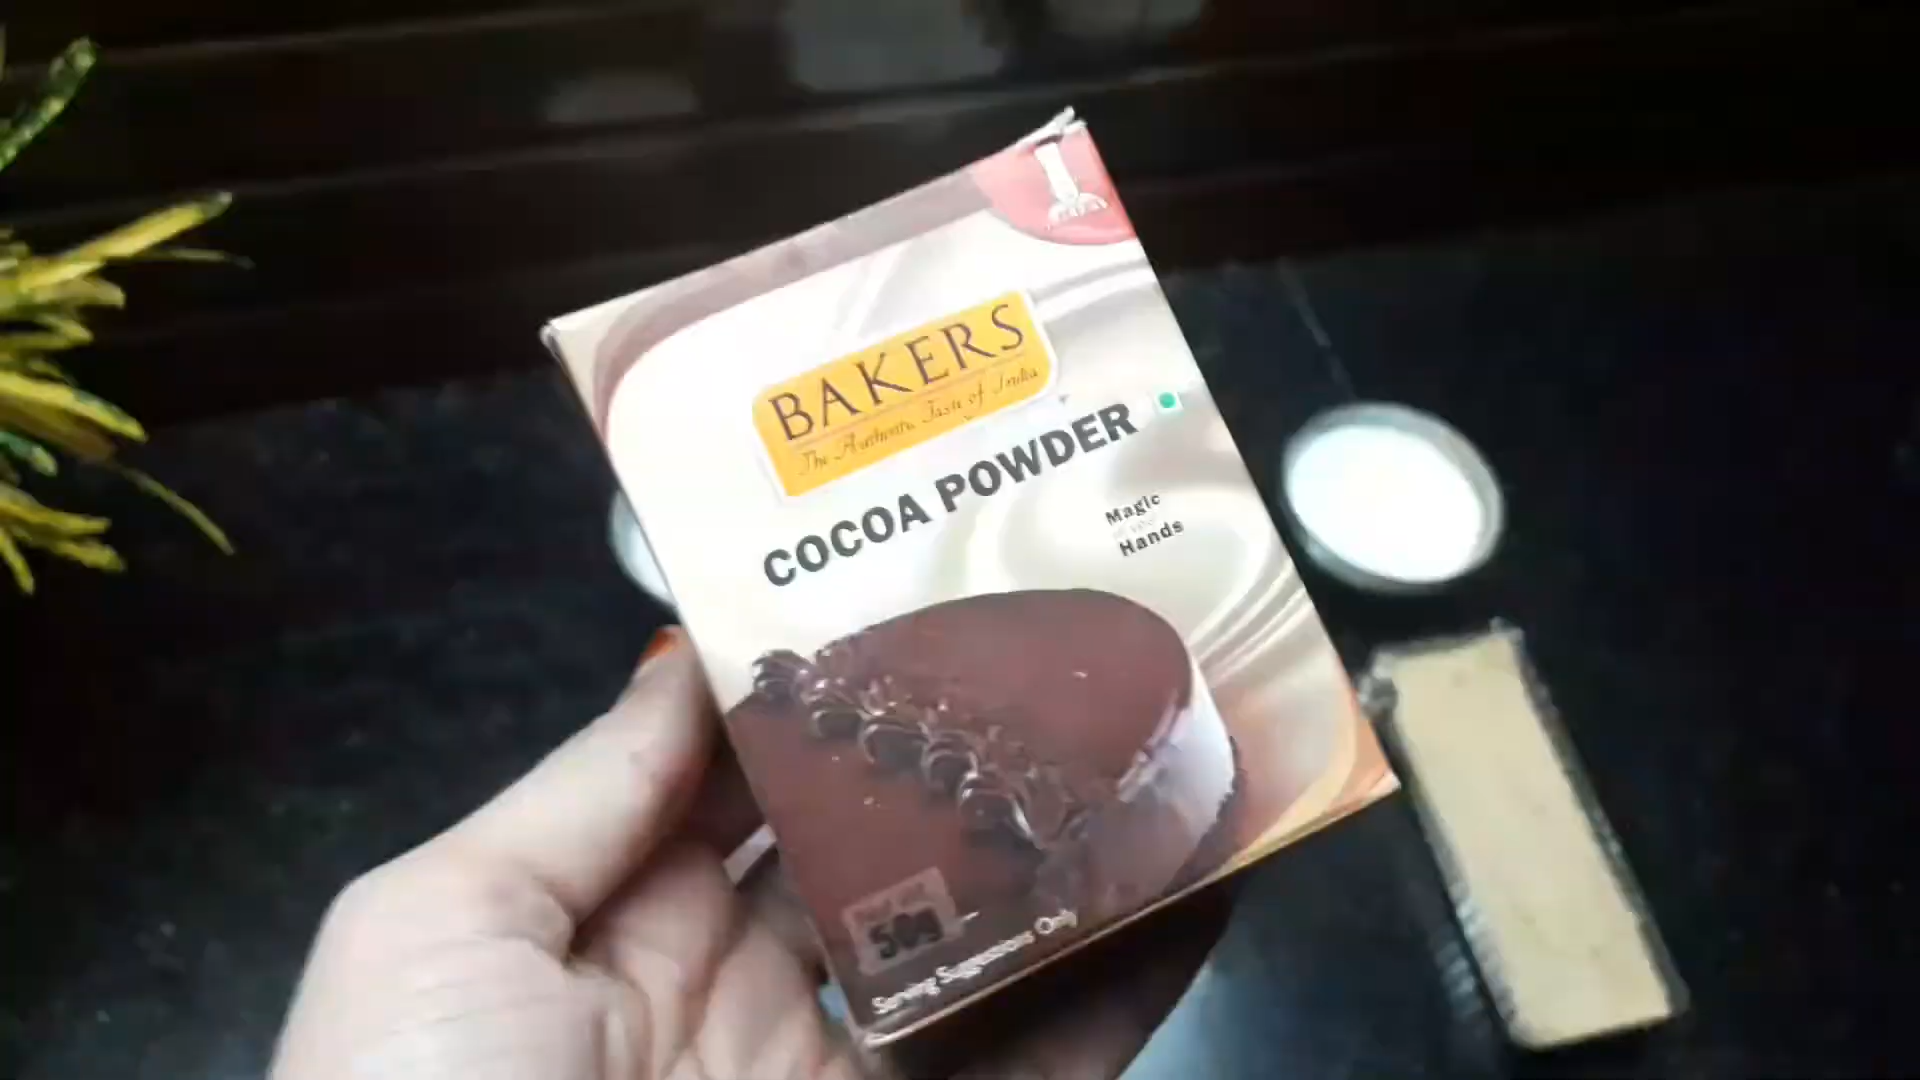 BAKERS
The Authentic Taste of India
COCOA POWDER
Magic
Hands
50g
Serving Suggestions Only